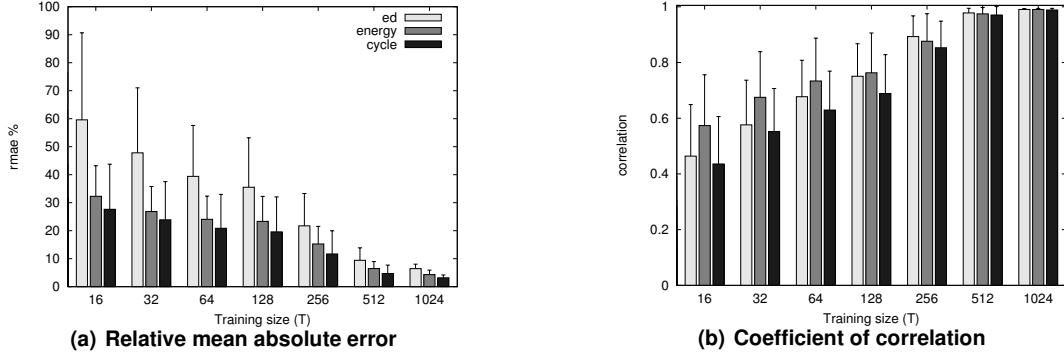 100
90
80
70
60
50
40
30
20
10
0
rmae %
ed
energy
cycle
16 32 64 128 256 512 1024
Training size (T)
(a) Relative mean absolute error
1
0.8
0.6
0.4
0.2
0
correlation
16 32 64 128 256 512 1024
Training size (T)
(b) Coefficient of correlation